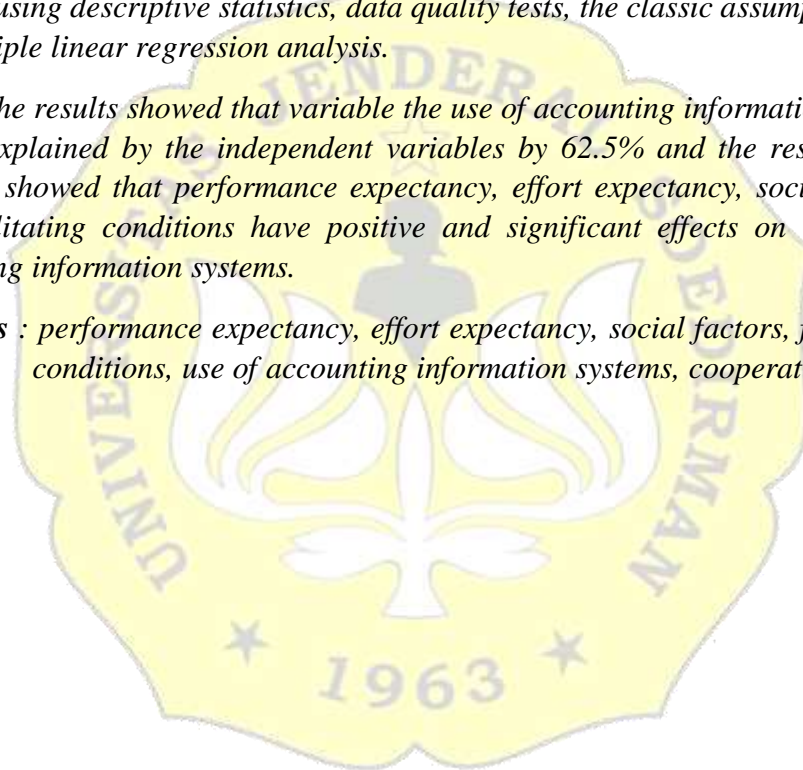 using descriptive statistics, data quality tests, the classic assump
iple linear regression analysis.
he results showed that variable the use of accounting informati
xplained by the independent variables by 62.5% and the res
showed that performance expectancy, effort expectancy, soci
litating conditions have positive and significant effects on
ng information systems.
s : performance expectancy, effort expectancy, social factors, f
conditions, use of accounting information systems, cooperat
UNIVERSITAS JENDERAL SOEDIRMAN
1963